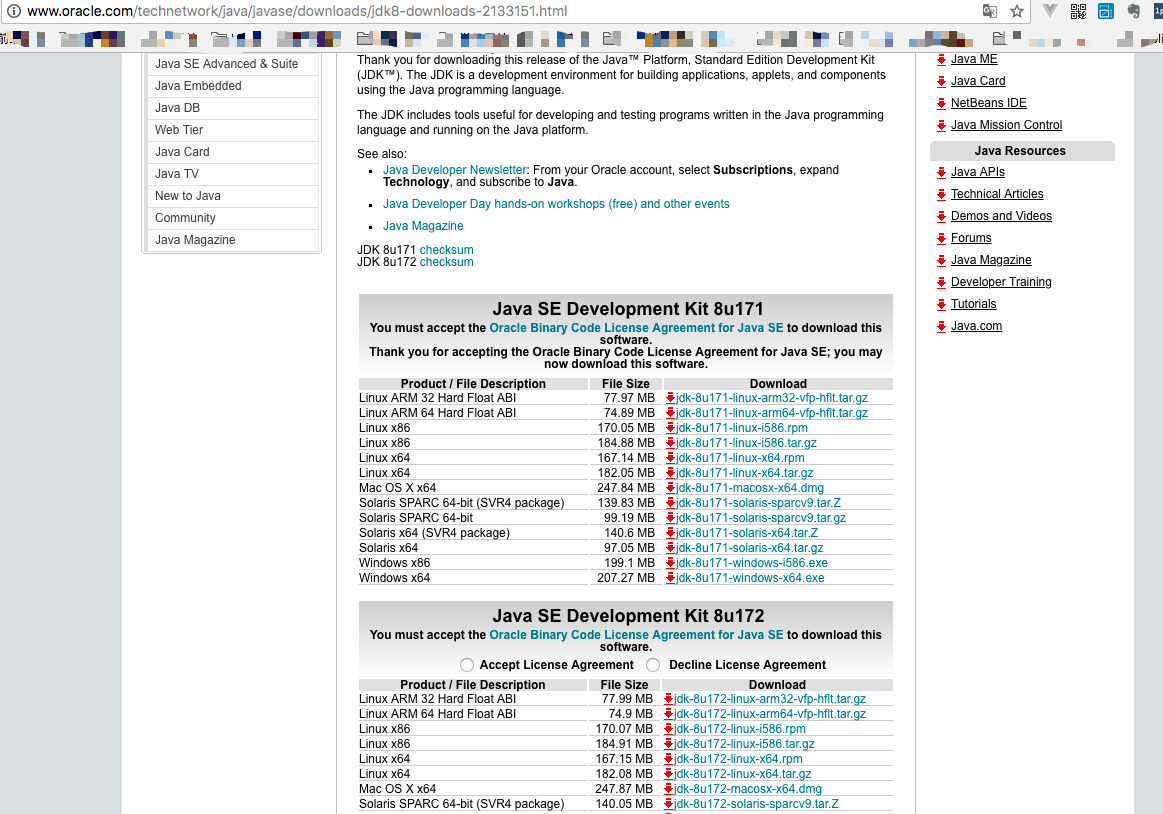 www.oracle.com/technetwork/java/javase/downloads/jdk8-downloads-2133151.html
Java SE Advanced & Suite
Java Embedded
Java DB
Web Tier
Java Card
Java TV
New to Java
Community
Java Magazine
Thank you for downloading this release of the Java™ Platform, Standard Edition Development Kit
(JDK™). The JDK is a development environment for building applications, applets, and components
using the Java programming language.
The JDK includes tools useful for developing and testing programs written in the Java programming
language and running on the Java platform.
See also:
Java Developer Newsletter: From your Oracle account, select Subscriptions, expand
Technology, and subscribe to Java.
Java Developer Day hands-on workshops (free) and other events
Java Magazine
JDK 8u171 checksum
JDK 8u172 checksum
Java SE Development Kit 8u171
You must accept the Oracle Binary Code License Agreement for Java SE to download this
software.
Thank you for accepting the Oracle Binary Code License Agreement for Java SE; you may
now download this software.
Product / File Description File Size Download
Linux ARM 32 Hard Float ABI 77.97 MB jdk-8u171-linux-arm32-vfp-hflt.tar.gz
Linux ARM 64 Hard Float ABI 74.89 MB jdk-8u171-linux-arm64-vfp-hflt.tar.gz
Linux x86 170.05 MB jdk-8u171-linux-i586.rpm
Linux x86 184.88 MB jdk-8u171-linux-i586.tar.gz
Linux x64 167.14 MB jdk-8u171-linux-x64.rpm
Linux x64 182.05 MB jdk-8u171-linux-x64.tar.gz
Mac OS X x64 247.84 MB jdk-8u171-macosx-x64.dmg
Solaris SPARC 64-bit (SVR4 package) 139.83 MB jdk-8u171-solaris-sparcv9.tar.Z
Solaris SPARC 64-bit 99.19 MB jdk-8u171-solaris-sparcv9.tar.gz
Solaris x64 (SVR4 package) 140.6 MB jdk-8u171-solaris-x64.tar.Z
Solaris x64 97.05 MB jdk-8u171-solaris-x64.tar.gz
Windows x86 199.1 MB jdk-8u171-windows-i586.exe
Windows x64 207.27 MB jdk-8u171-windows-x64.exe
Java SE Development Kit 8u172
You must accept the Oracle Binary Code License Agreement for Java SE to download this
software.
Accept License Agreement Decline License Agreement
Product / File Description File Size Download
Linux ARM 32 Hard Float ABI 77.99 MB jdk-8u172-linux-arm32-vfp-hflt.tar.gz
Linux ARM 64 Hard Float ABI 74.9 MB jdk-8u172-linux-arm64-vfp-hflt.tar.gz
Linux x86 170.07 MB jdk-8u172-linux-i586.rpm
Linux x86 184.91 MB jdk-8u172-linux-i586.tar.gz
Linux x64 167.15 MB jdk-8u172-linux-x64.rpm
Linux x64 182.08 MB jdk-8u172-linux-x64.tar.gz
Mac OS X x64 247.87 MB jdk-8u172-macosx-x64.dmg
Solaris SPARC 64-bit (SVR4 package) 140.05 MB jdk-8u172-solaris-sparcv9.tar.Z
Java ME
Java Card
NetBeans IDE
Java Mission Control
Java Resources
Java APIs
Technical Articles
Demos and Videos
Forums
Java Magazine
Developer Training
Tutorials
Java.com